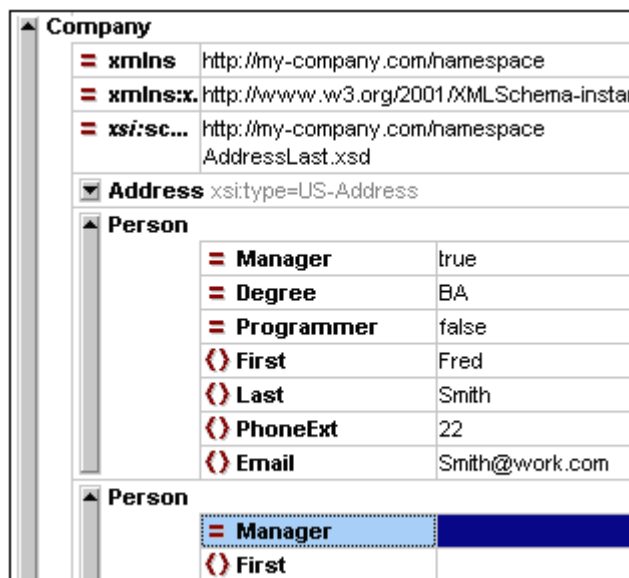 Company
= xmlns http://my-company.com/namespace
= xmlns:x. http://www.w3.org/2001/XMLSchema-instan
= xsi:sc... http://my-company.com/namespace
AddressLast.xsd
Address xsi:type=US-Address
Person
= Manager true
= Degree BA
= Programmer false
() First Fred
() Last Smith
() PhoneExt 22
() Email Smith@work.com
Person
= Manager
() First